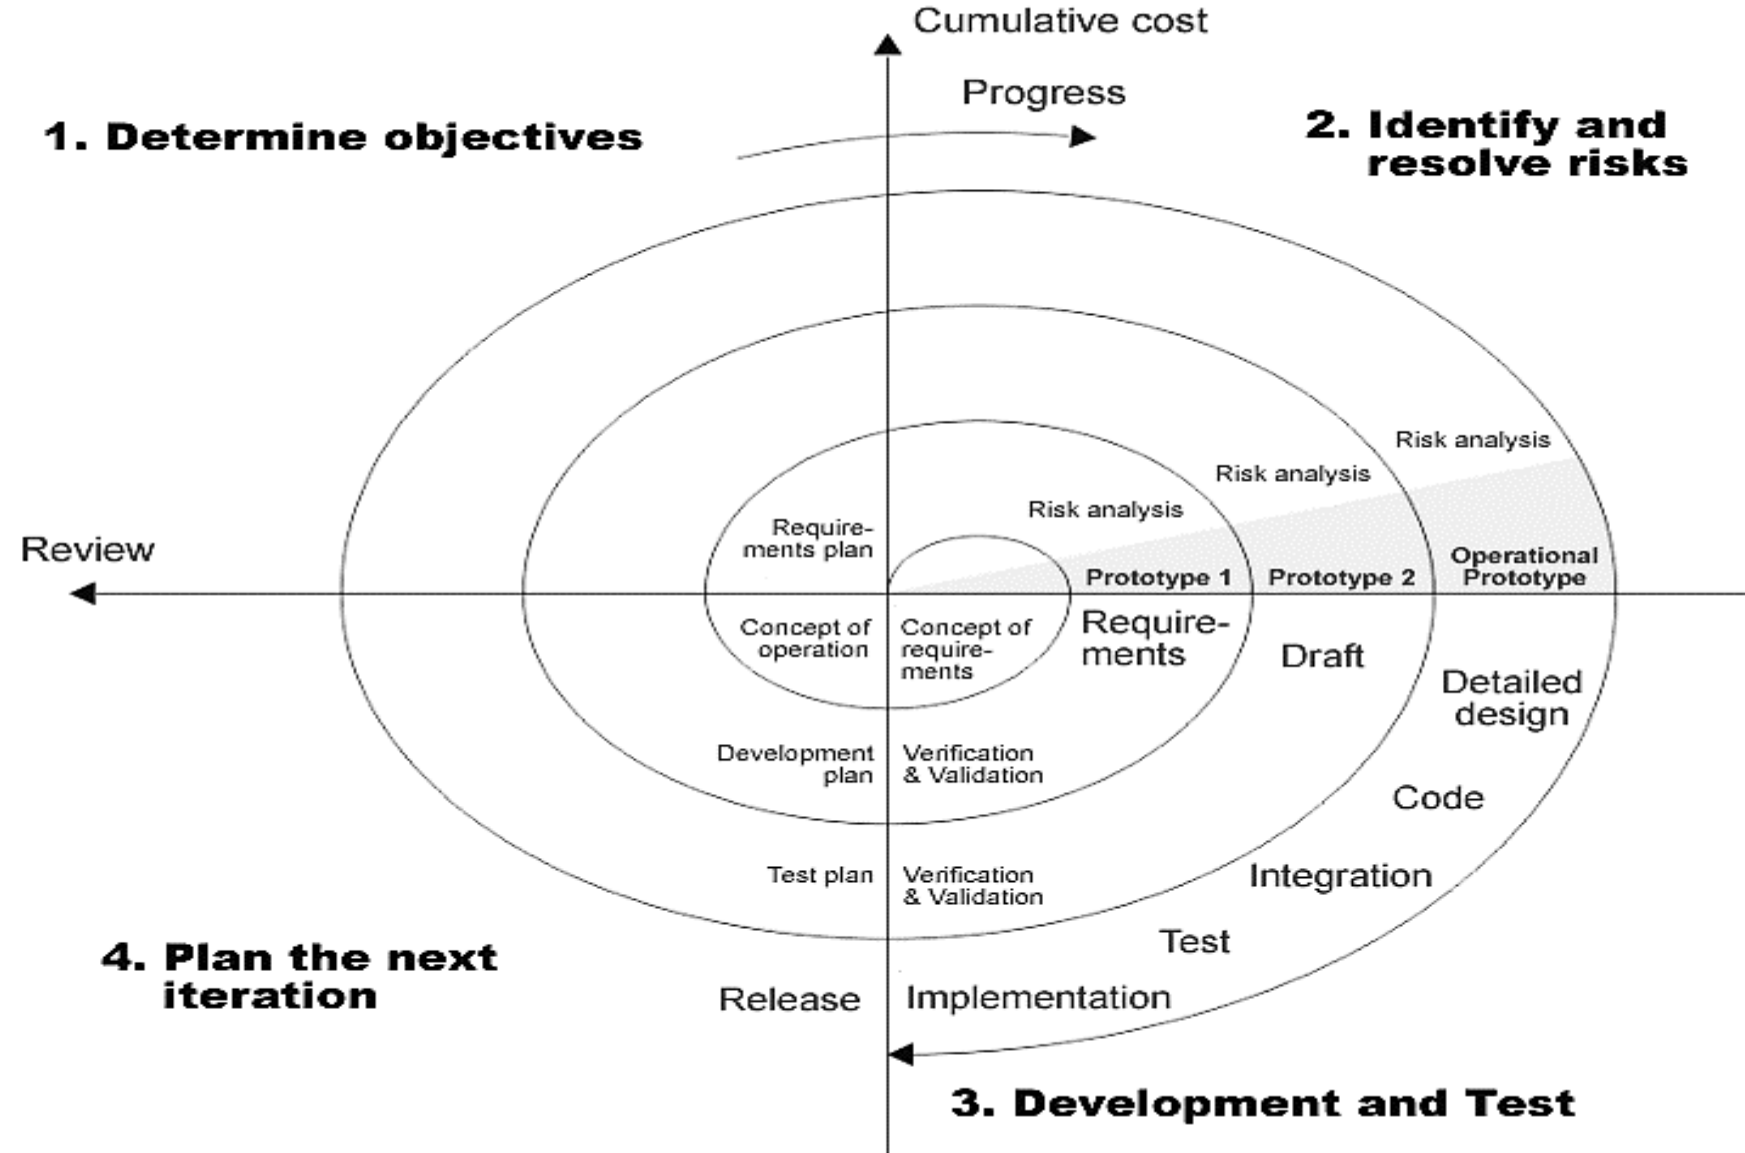 Cumulative cost
Progress
1. Determine objectives
2. Identify and
resolve risks
Risk analysis
Risk analysis
Risk analysis
Require-
ments plan
Review
Operational
Prototype
Prototype 1
Prototype 2
Concept of
operation
Concept of
require-
ments
Require-
ments
Draft
Detailed
design
Development
plan
Verification
& Validation
Code
Test plan
Verification
& Validation
Integration
Test
4. Plan the next
iteration
Release
Implementation
3. Development and Test